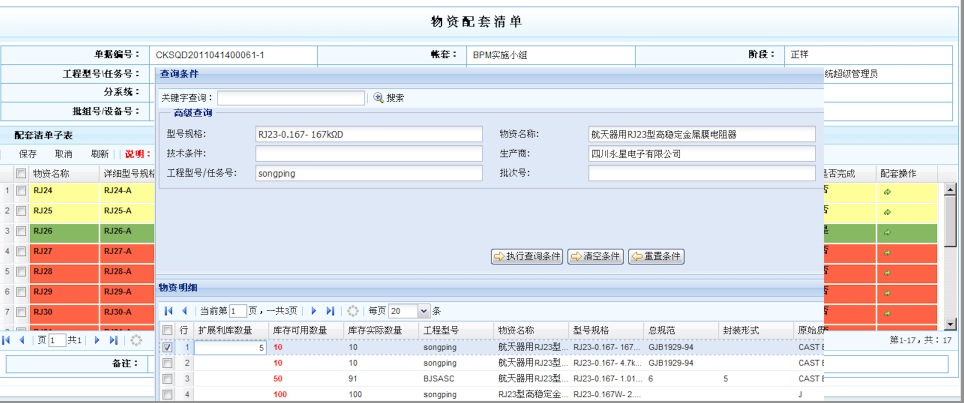 物资配套清单
单据编号： CKSQD2011041400061-1 帐套： BPM实施小组 阶段： 正样
工程型号\任务号： 统超级管理员
分系统：
批组号/设备号：
配套清单子表
保存 取消 刷新 说明：
物资名称 详细型号规格 是否完成 配套操作
1 RJ24 RJ24-A 否
2 RJ25 RJ25-A 否
3 RJ26 RJ26-A 是
4 RJ27 RJ27-A 否
5 RJ28 RJ28-A 否
6 RJ29 RJ29-A 否
7 RJ30 RJ30-A 否
页 1 共1 第1-17，共：17
备注：
查询条件
关键字查询： 搜索
高级查询
型号规格： RJ23-0.167- 167kΩD 物资名称： 航天器用RJ23型高稳定金属膜电阻器
技术条件： 生产商： 四川永星电子有限公司
工程型号/任务号： songping 批次号：
执行查询条件 清空条件 重置条件
物资明细
当前第 1 页，一共3页 每页 20 条
行 扩展利库数量 库存可用数量 库存实际数量 工程型号 物资名称 型号规格 总规范 封装形式 原始质
1 5 10 10 songping 航天器用RJ23型... RJ23-0.167- 167... GJB1929-94 CAST
2 10 10 songping 航天器用RJ23型... RJ23-0.167- 4.7k... GJB1929-94 CAST
3 50 91 BJSASC 航天器用RJ23型... RJ23-0.167- 1.01... 6 5
4 100 100 songping RJ23型高稳定金... RJ23-0.167W- 2.... J